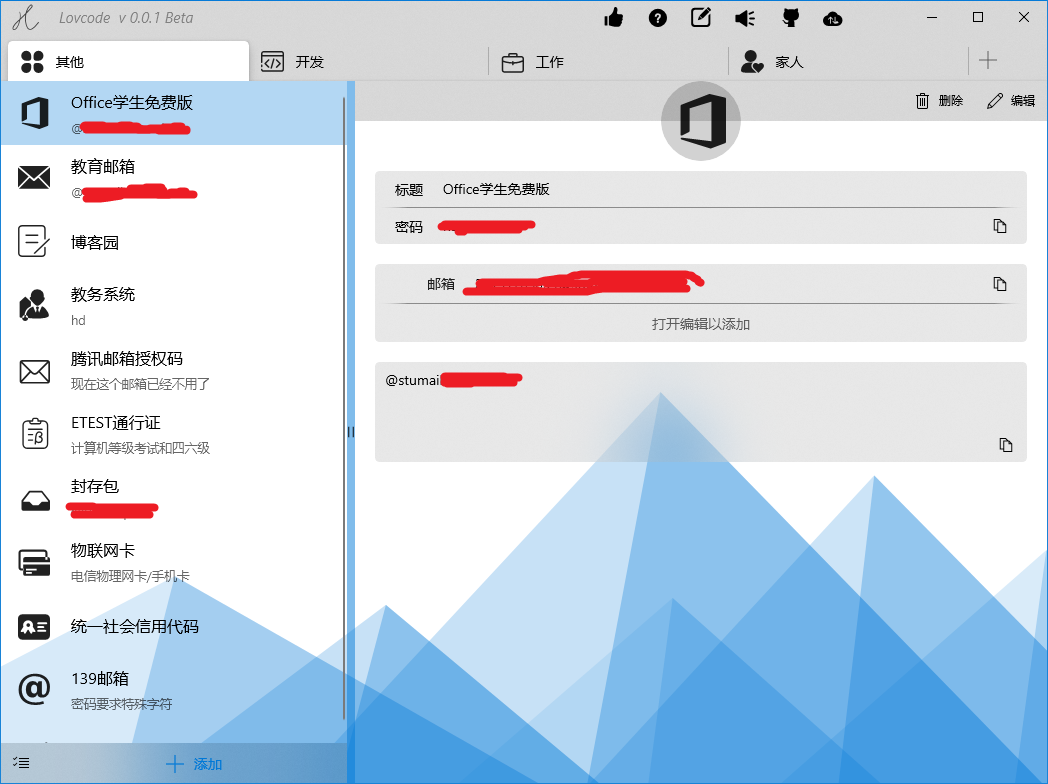 Lovcode v 0.0.1 Beta
其他
开发
工作
家人
Office学生免费版
@
教育邮箱
@
博客园
教务系统
hd
腾讯邮箱授权码
现在这个邮箱已经不用了
ETEST通行证
计算机等级考试和四六级
封存包
物联网卡
电信物理网卡/手机卡
统一社会信用代码
139邮箱
密码要求特殊字符
添加
删除
编辑
标题 Office学生免费版
密码
邮箱
打开编辑以添加
@stumai